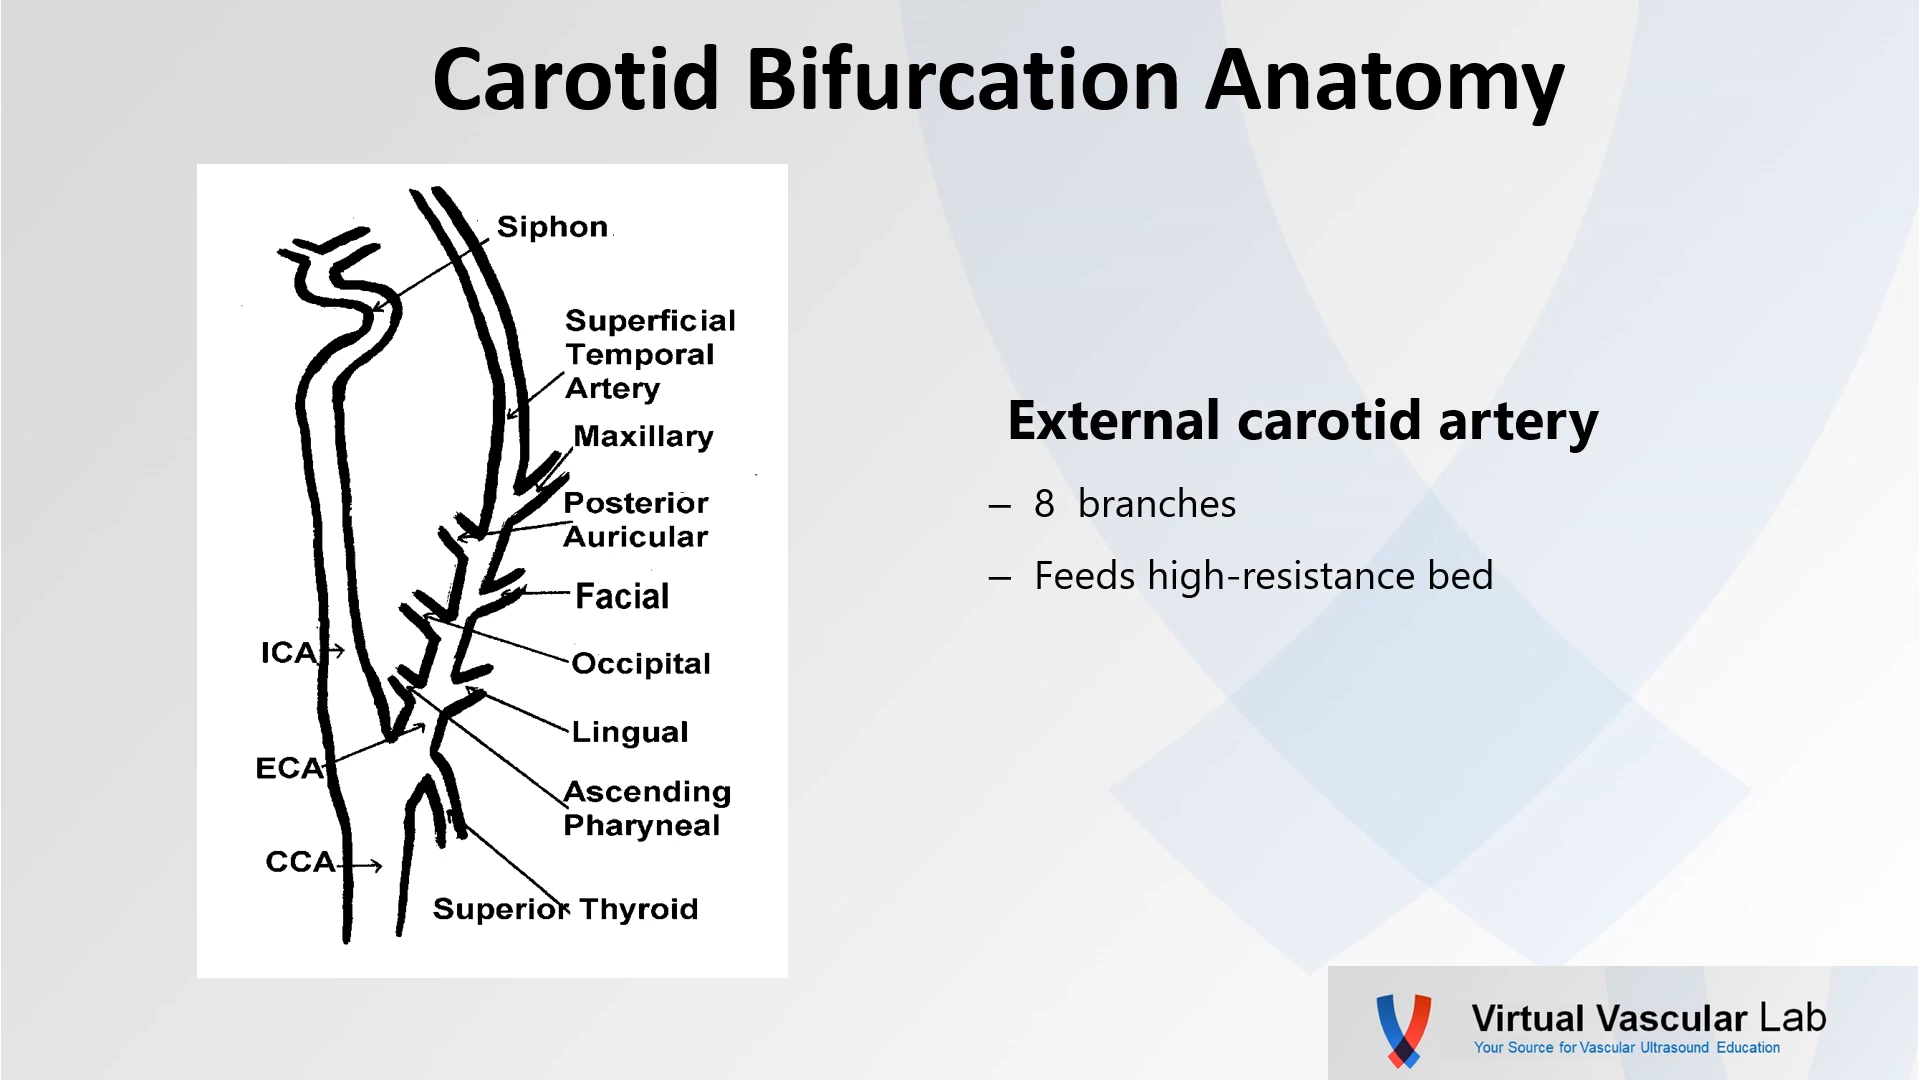 Carotid Bifurcation Anatomy
Siphon
Superficial
Temporal
Artery
Maxillary
Posterior
Auricular
Facial
ICA
Occipital
Lingual
ECA
Ascending
Pharyneal
CCA
Superior Thyroid
External carotid artery
– 8 branches
– Feeds high-resistance bed
Virtual Vascular Lab
Your Source for Vascular Ultrasound Education